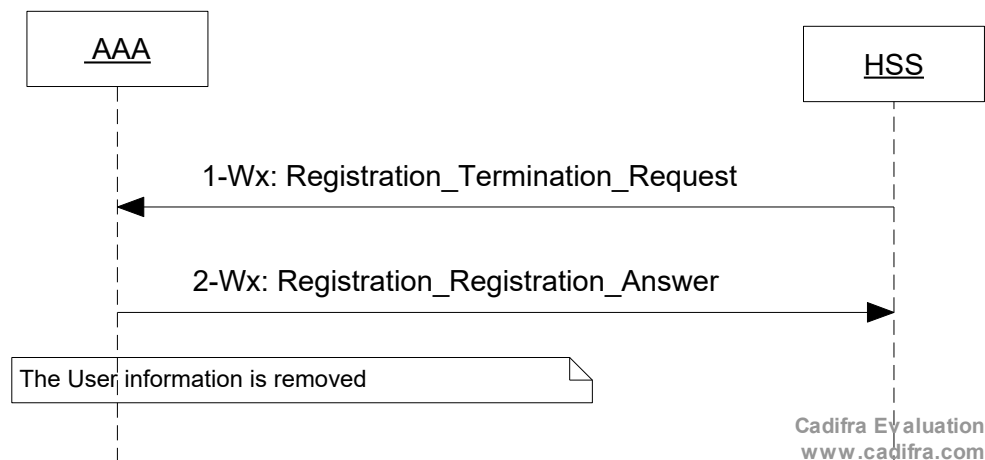 AAA
HSS
1-Wx: Registration_Termination_Request
2-Wx: Registration_Registration_Answer
The User information is removed
Cadifra Evaluation
www.cadifra.com